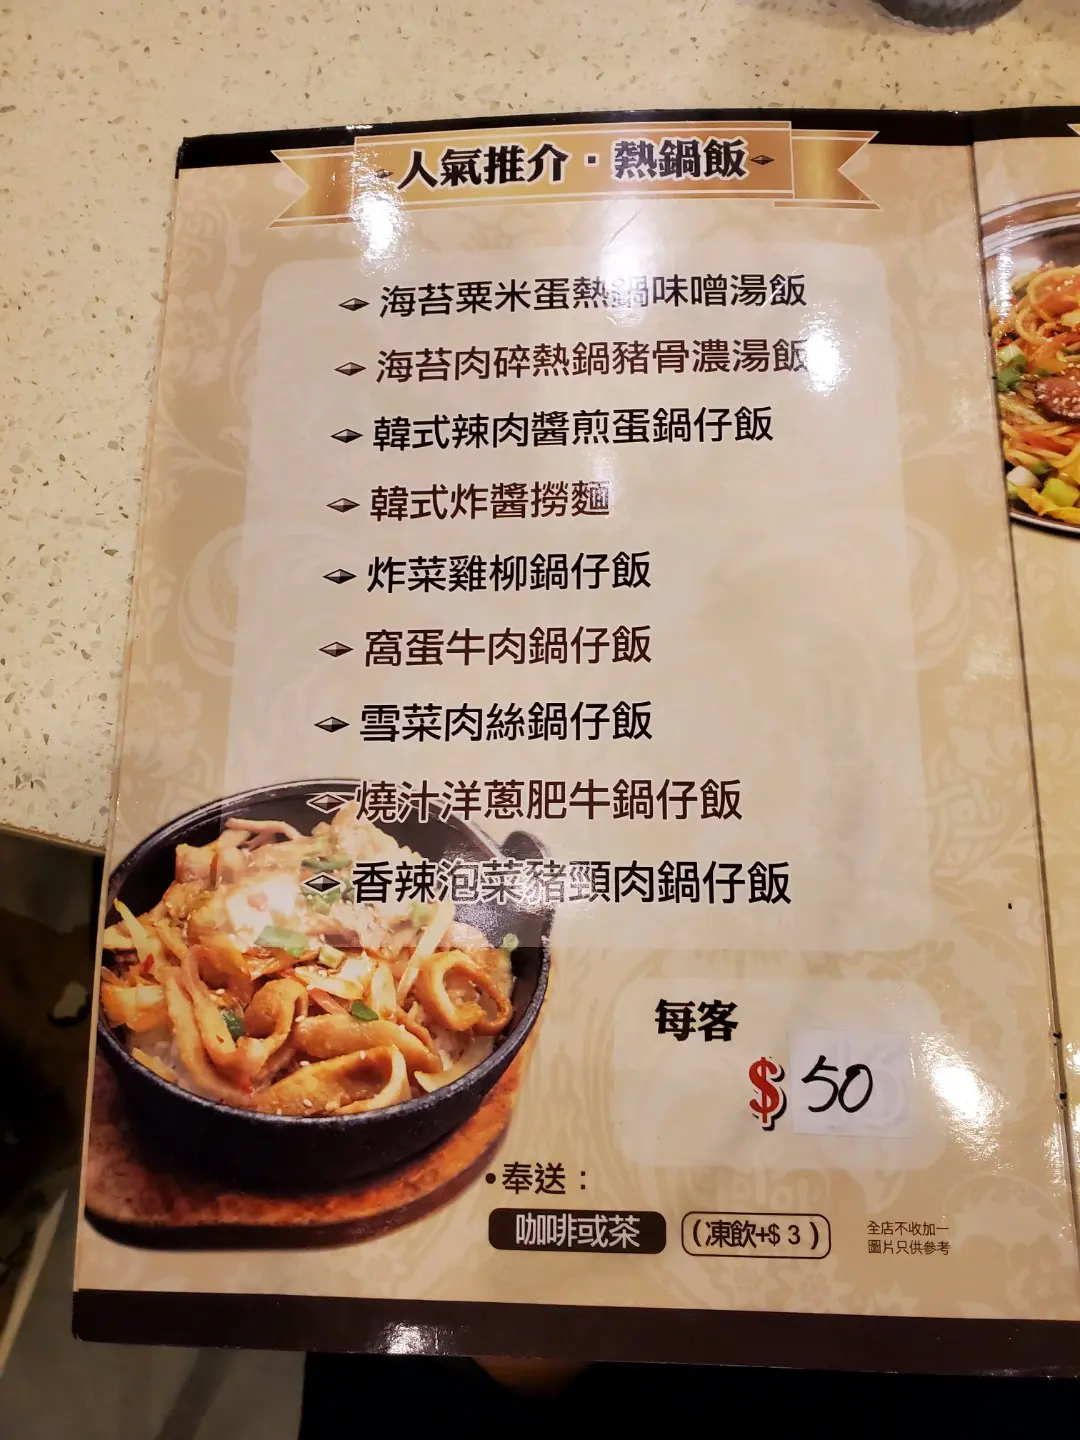 人氣推介·熱鍋飯
海苔粟米蛋熱鍋味噌湯飯
海苔肉碎熱鍋豬骨濃湯飯
韓式辣肉醬煎蛋鍋仔飯
韓式炸醬撈麵
炸菜雞柳鍋仔飯
窩蛋牛肉鍋仔飯
雪菜肉絲鍋仔飯
燒汁洋蔥肥牛鍋仔飯
香辣泡菜豬頸肉鍋仔飯
每客
$50
•奉送：
咖啡或茶 (凍飲+$3)
全店不收加一
圖片只供參考